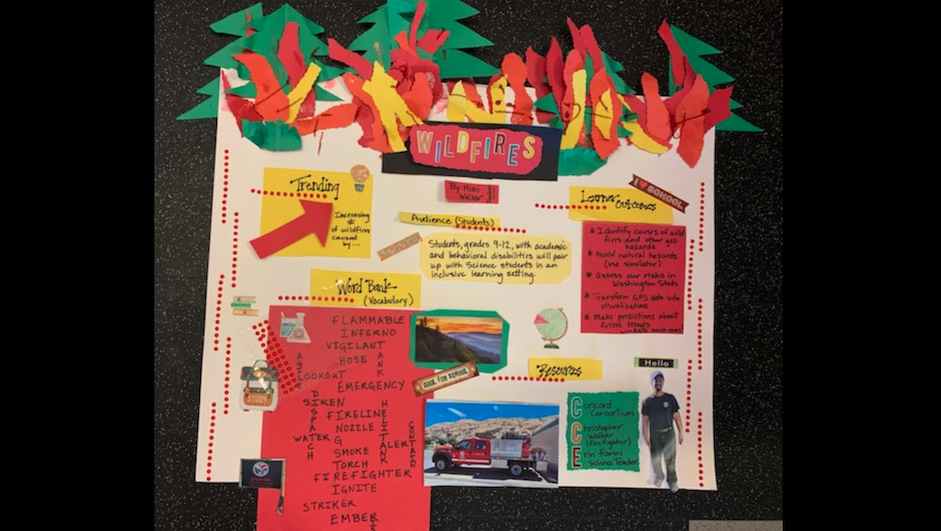 WILDFIRES
By: Mimi
Walker
Trending
Increasing
# of wildfires
caused
by...
Audience (Students)
Students, grades 9-12, with academic
and behavioral disabilities will pair
up with Science students in an
inclusive learning setting.
I ♥ SCHOOL
Learner
Outcomes
Identify causes of wild
fires and other geo
hazards
Model natural hazards
(use simulator)
Assess our risks in
Washington State
Transform GPS data into
visualizations
Make predictions about
future trends
Word Bank
(Vocabulary)
FLAMMABLE
INFERNO
VIGILANT
HOSE
LOOKOUT
EMERGENCY
SIREN
FIRELINE
NOZZLE
WATER
ALERT
SMOKE
TORCH
FIREFIGHTER
IGNITE
STRIKER
EMBER
DISPATCH
CONTAIN
STUDY
COOL FOR SCHOOL
Resources
Concord
Consortium
Christopher
Walker
(firefighter)
Erin Fiorini
Science Teacher
Hello